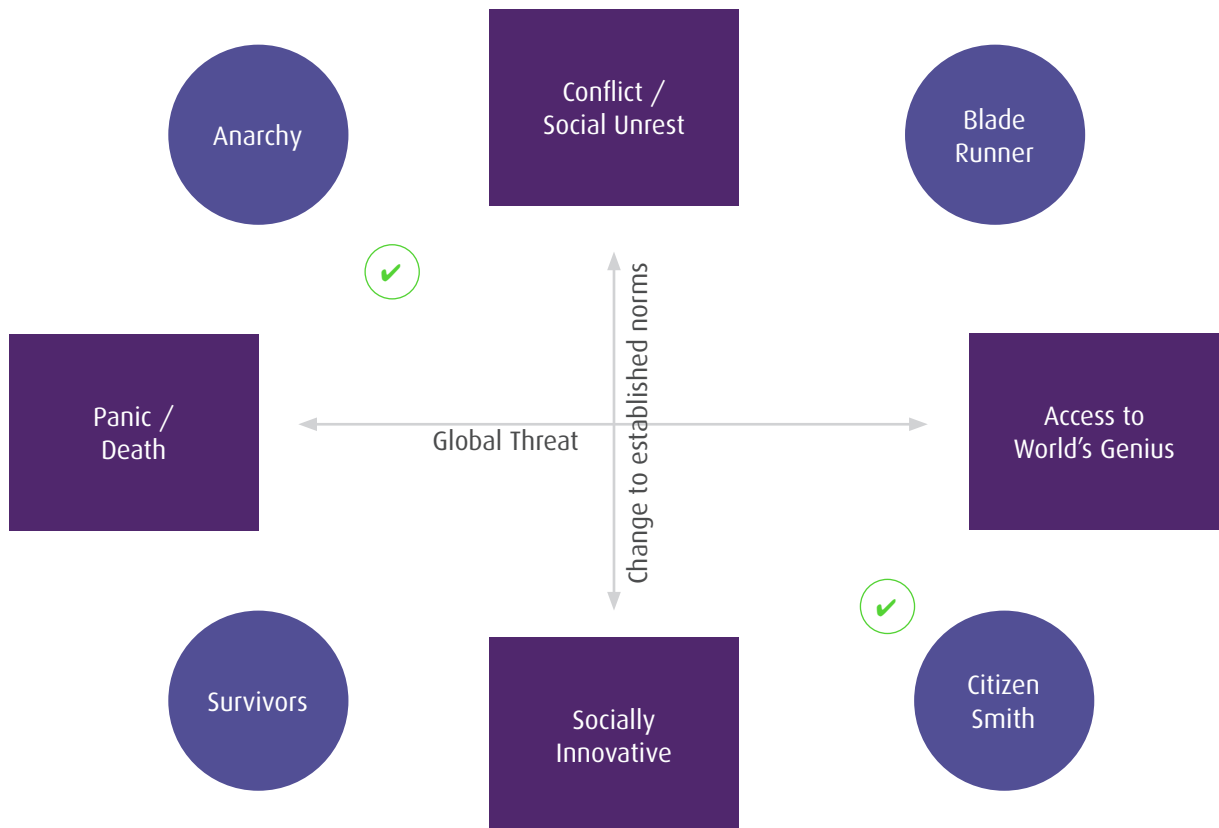 Conflict /
Social Unrest
Anarchy
Blade
Runner
✔
Change to established norms
Panic /
Death
Global Threat
Access to
World’s Genius
✔
Survivors
Socially
Innovative
Citizen
Smith